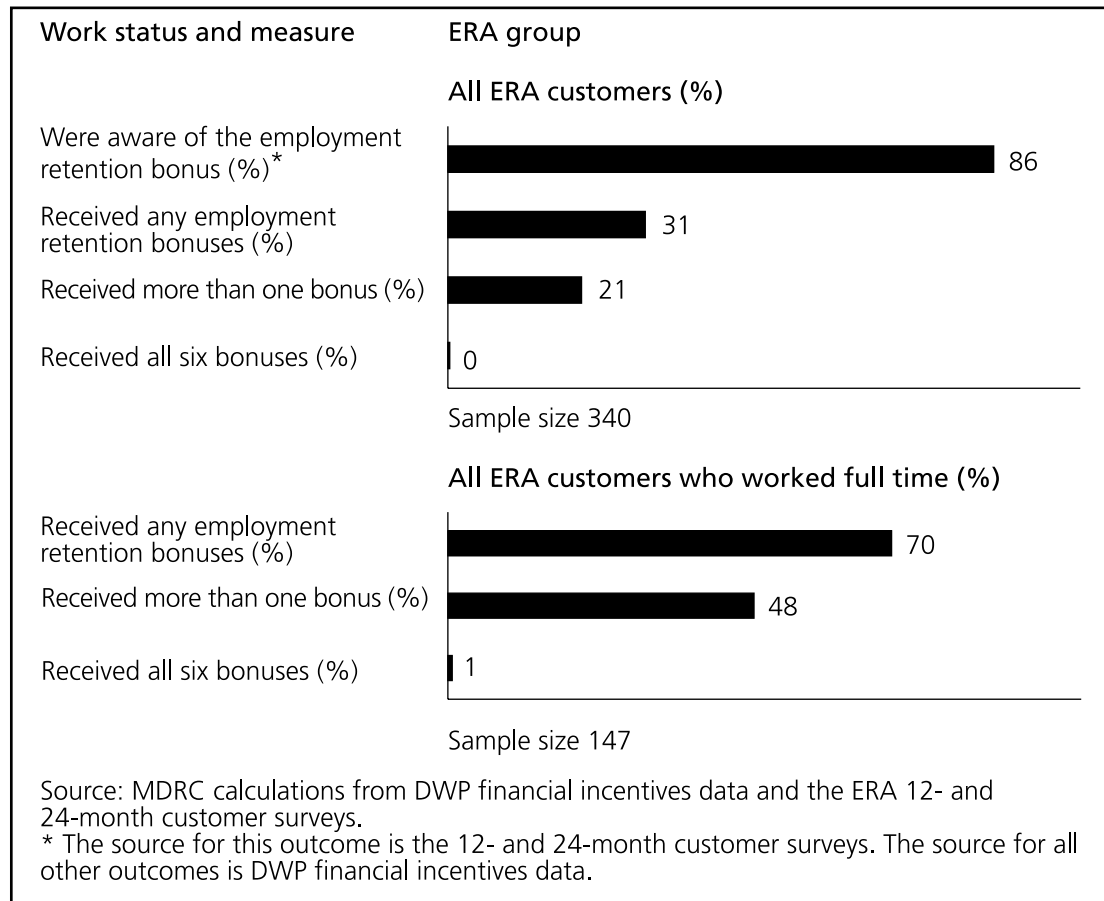 Work status and measure
ERA group
All ERA customers (%)
Were aware of the employment
retention bonus (%)*
86
Received any employment
retention bonuses (%)
31
Received more than one bonus (%)
21
Received all six bonuses (%)
0
Sample size 340
All ERA customers who worked full time (%)
Received any employment
retention bonuses (%)
70
Received more than one bonus (%)
48
Received all six bonuses (%)
1
Sample size 147
Source: MDRC calculations from DWP financial incentives data and the ERA 12- and
24-month customer surveys.
* The source for this outcome is the 12- and 24-month customer surveys. The source for all
other outcomes is DWP financial incentives data.